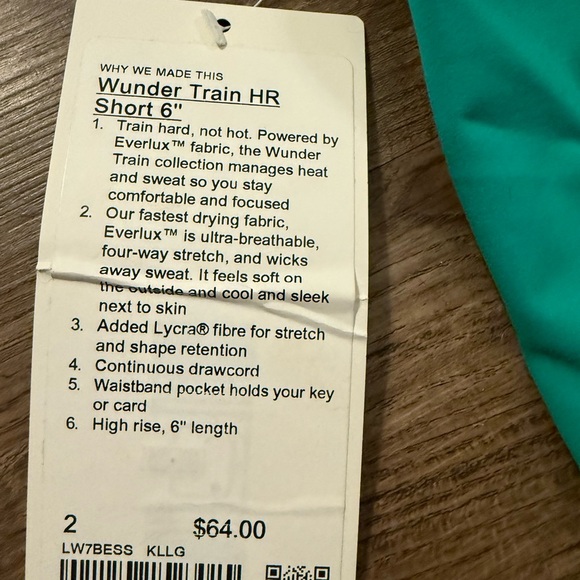 WHY WE MADE THIS
Wunder Train HR
Short 6"
1. Train hard, not hot. Powered by
Everlux™ fabric, the Wunder
Train collection manages heat
and sweat so you stay
comfortable and focused
2. Our fastest drying fabric,
Everlux™ is ultra-breathable,
four-way stretch, and wicks
away sweat. It feels soft on
the outside and cool and sleek
next to skin
3. Added Lycra® fibre for stretch
and shape retention
4. Continuous drawcord
5. Waistband pocket holds your key
or card
6. High rise, 6" length
2 $64.00
LW7BESS KLLG